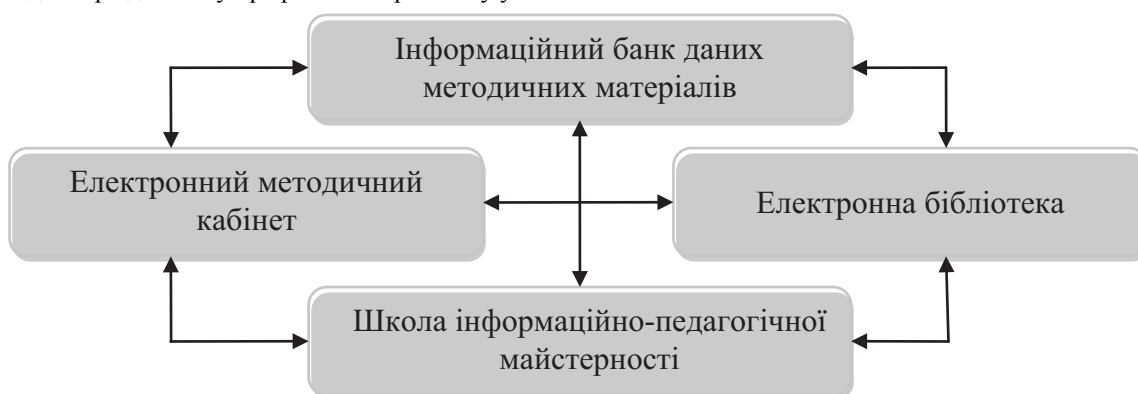 Інформаційний банк даних
методичних матеріалів
Електронний методичний
кабінет
Електронна бібліотека
Школа інформаційно-педагогічної
майстерності